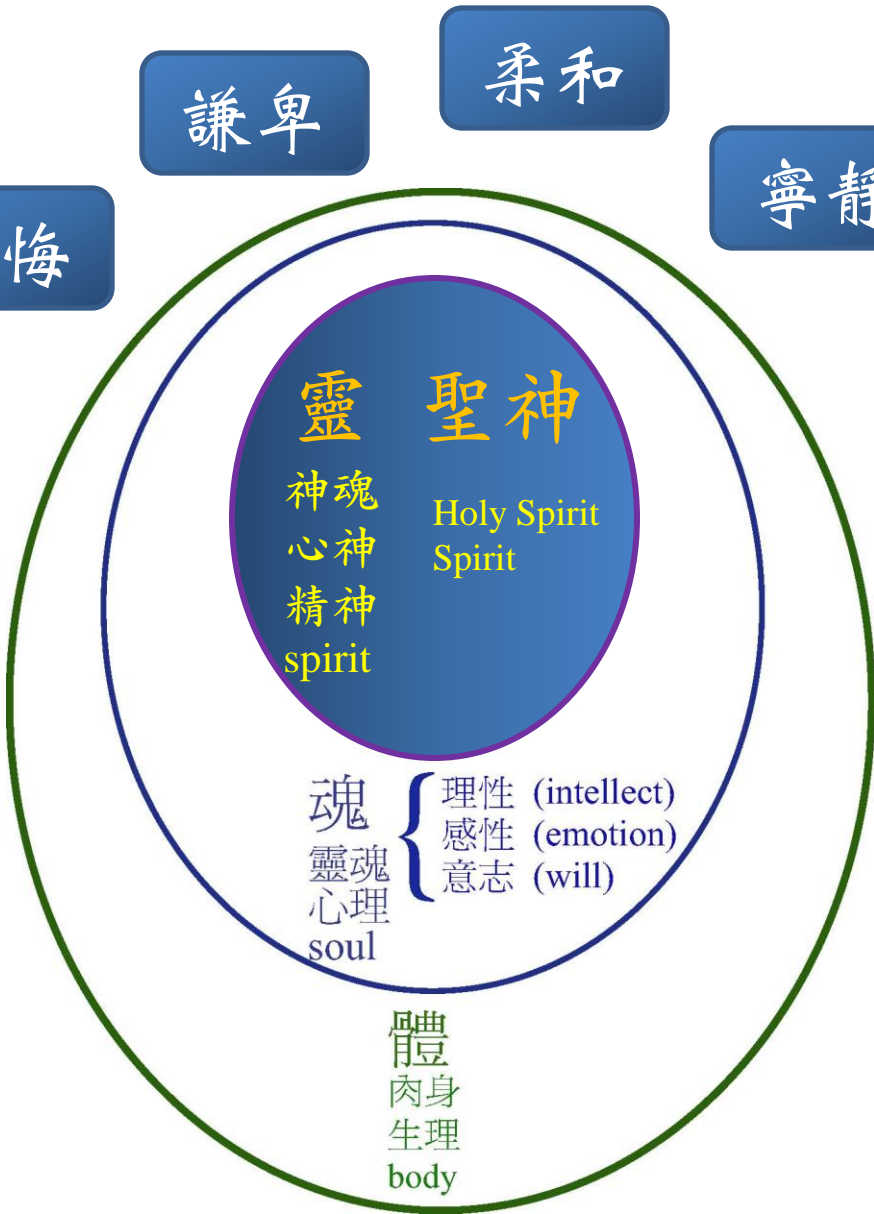 柔和
謙卑
寧靜
悔
靈 聖神
神魂
心神
精神
spirit
Holy Spirit
Spirit
魂
靈魂
心理
soul
理性 (intellect)
感性 (emotion)
意志 (will)
體
肉身
生理
body